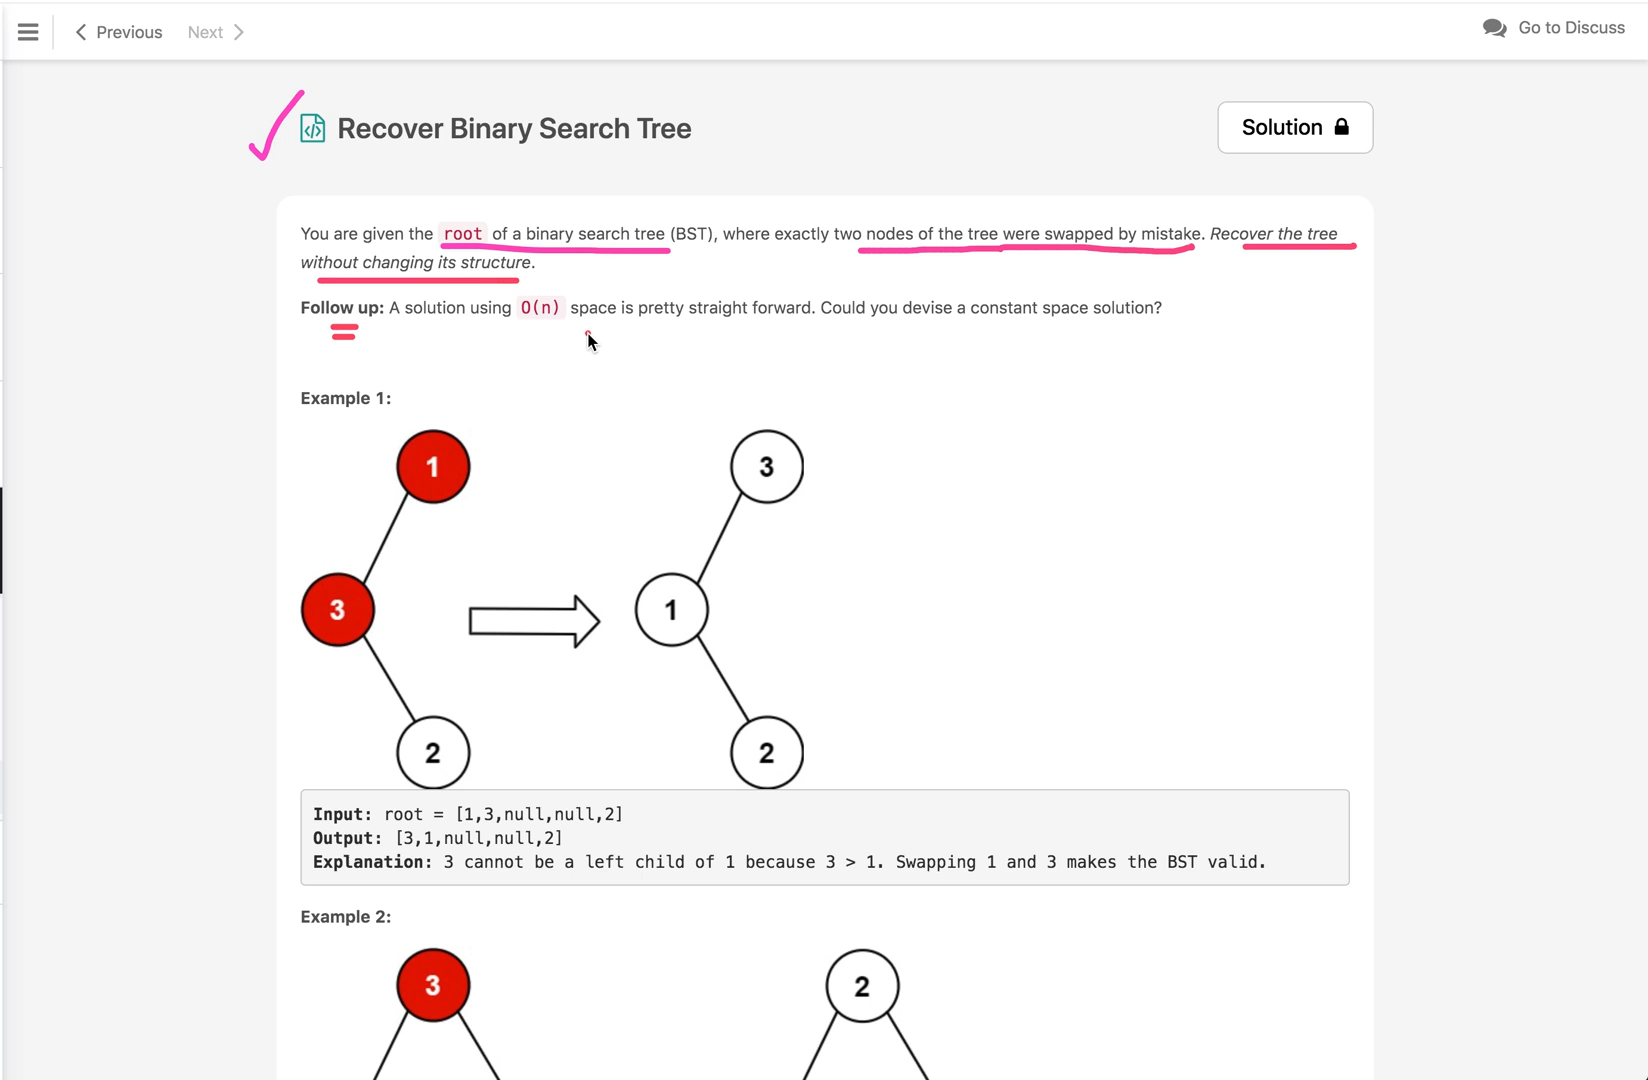 Previous Next Go to Discuss
Recover Binary Search Tree
Solution
You are given the root of a binary search tree (BST), where exactly two nodes of the tree were swapped by mistake. Recover the tree
without changing its structure.
Follow up: A solution using O(n) space is pretty straight forward. Could you devise a constant space solution?
Example 1:
1
3
3
1
2
2
Input: root = [1,3,null,null,2]
Output: [3,1,null,null,2]
Explanation: 3 cannot be a left child of 1 because 3 > 1. Swapping 1 and 3 makes the BST valid.
Example 2:
3
2